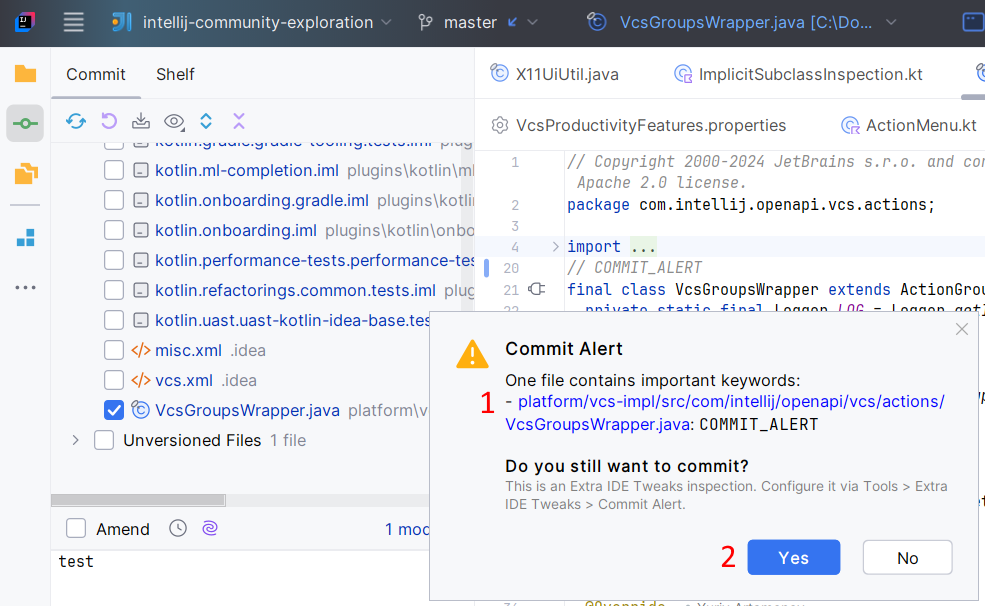 intellij-community-exploration
master
VcsGroupsWrapper.java [C:\Do...
Commit
Shelf
X11UiUtil.java
ImplicitSubclassInspection.kt
VcsProductivityFeatures.properties
ActionMenu.kt
kotlin.gradle.gradle-tooling.tests.iml
kotlin.ml-completion.iml plugins\kotlin\ml
kotlin.onboarding.gradle.iml plugins\kotlin
kotlin.onboarding.iml plugins\kotlin\onbo
kotlin.performance-tests.performance-te
kotlin.refactorings.common.tests.iml plug
kotlin.uast.uast-kotlin-idea-base.tes
misc.xml .idea
vcs.xml .idea
VcsGroupsWrapper.java platform\v
Unversioned Files 1 file
Amend
1 mod
test
1 // Copyright 2000-2024 JetBrains s.r.o. and con
Apache 2.0 license.
2 package com.intellij.openapi.vcs.actions;
3
4 import ...
20 // COMMIT_ALERT
21 final class VcsGroupsWrapper extends ActionGrou
22 private static final Logger LOG = Logger.getI
Commit Alert
One file contains important keywords:
1 - platform/vcs-impl/src/com/intellij/openapi/vcs/actions/
VcsGroupsWrapper.java: COMMIT_ALERT
Do you still want to commit?
This is an Extra IDE Tweaks inspection. Configure it via Tools > Extra
IDE Tweaks > Commit Alert.
2 Yes
No
@Override